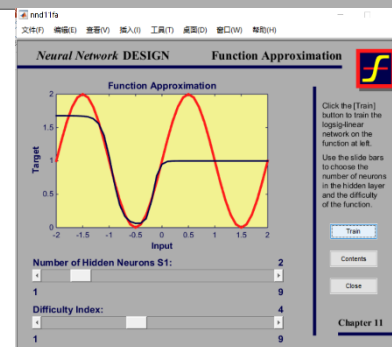 nnd11fa
文件(F) 编辑(E) 查看(V) 插入(I) 工具(T) 桌面(D) 窗口(W) 帮助(H)
Neural Network DESIGN Function Approximation
Function Approximation
2
1.5
1
0.5
0
Target
-2 -1.5 -1 -0.5 0 0.5 1 1.5 2
Input
Click the [Train]
button to train the
logsig-linear
network on the
function at left.
Use the slide bars
to choose the
number of neurons
in the hidden layer
and the difficulty
of the function.
Train
Contents
Close
Number of Hidden Neurons S1: 2
1 9
Difficulty Index: 4
1 9
Chapter 11